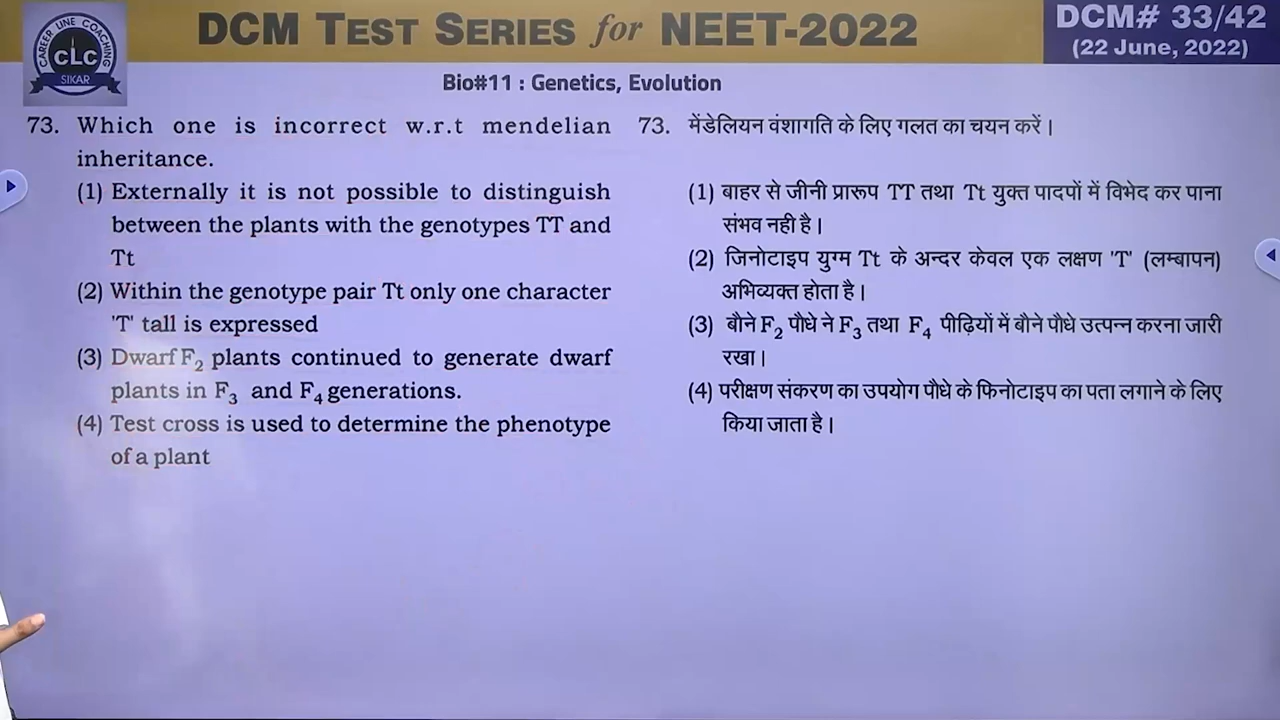 DCM TEST SERIES for NEET-2022
DCM# 33/42
(22 June, 2022)
CAREER LINE COACHING
CLC
SIKAR
Bio#11 : Genetics, Evolution
73. Which one is incorrect w.r.t mendelian
inheritance.
(1) Externally it is not possible to distinguish
between the plants with the genotypes TT and
Tt
(2) Within the genotype pair Tt only one character
'T' tall is expressed
(3) Dwarf F2 plants continued to generate dwarf
plants in F3 and F4 generations.
(4) Test cross is used to determine the phenotype
of a plant
73. मेंडेलियन वंशागति के लिए गलत का चयन करें।
(1) बाहर से जीनी प्रारूप TT तथा Tt युक्त पादपों में विभेद कर पाना
संभव नही है।
(2) जिनोटाइप युग्म Tt के अन्दर केवल एक लक्षण 'T' (लम्बापन)
अभिव्यक्त होता है।
(3) बौने F2 पौधे ने F3 तथा F4 पीढ़ियों में बौने पौधे उत्पन्न करना जारी
रखा।
(4) परीक्षण संकरण का उपयोग पौधे के फिनोटाइप का पता लगाने के लिए
किया जाता है।